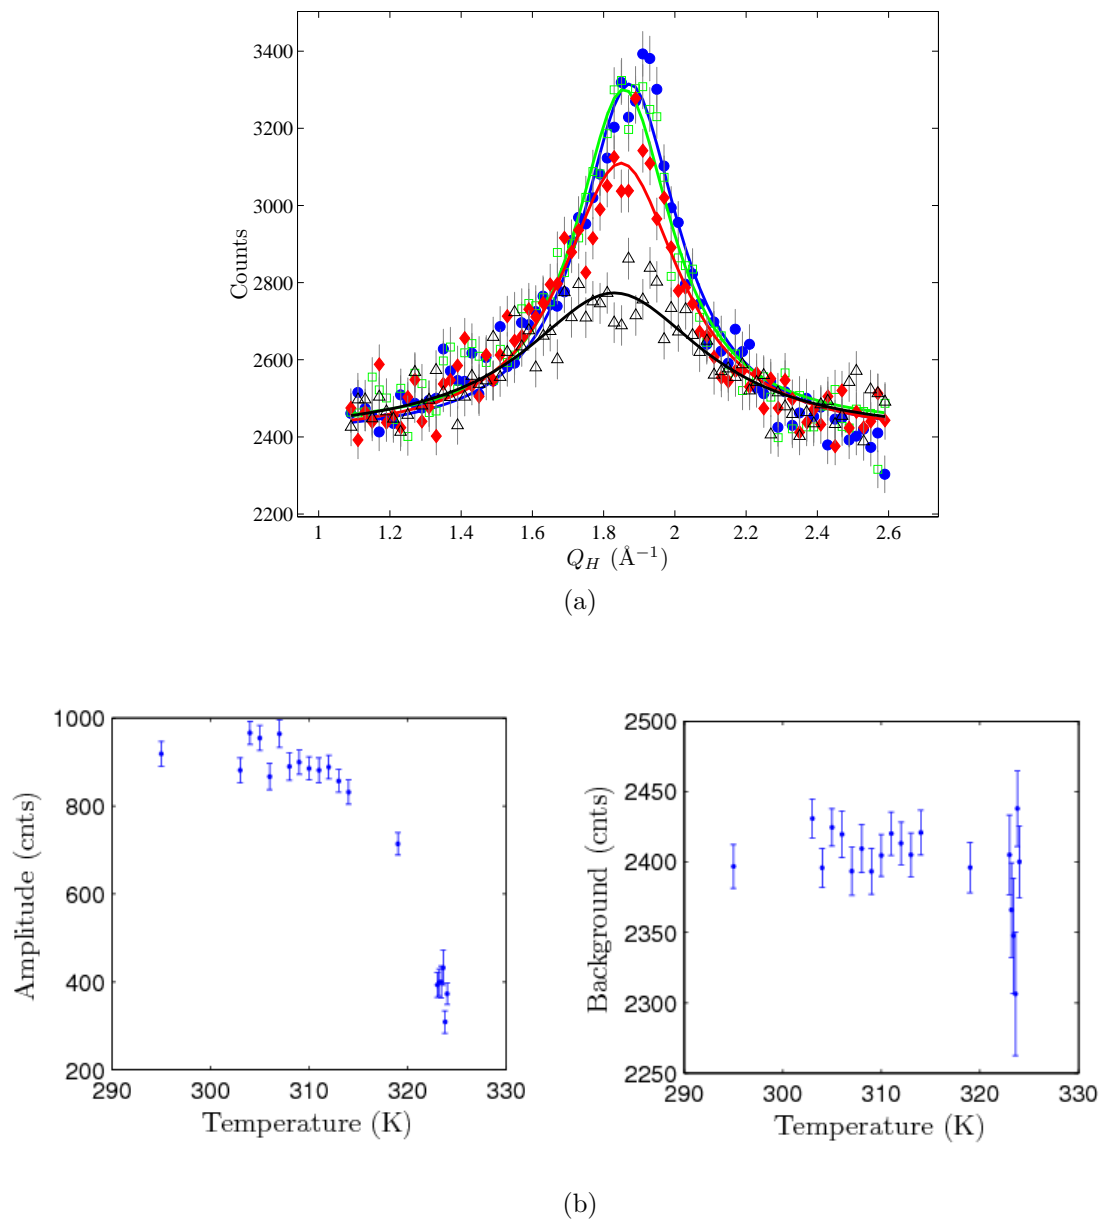 3400
3200
3000
2800
2600
2400
2200
Counts
1 1.2 1.4 1.6 1.8 2 2.2 2.4 2.6
Q_H (Å⁻¹)
(a)
1000
800
600
400
200
Amplitude (cnts)
290 300 310 320 330
Temperature (K)
2500
2450
2400
2350
2300
2250
Background (cnts)
290 300 310 320 330
Temperature (K)
(b)